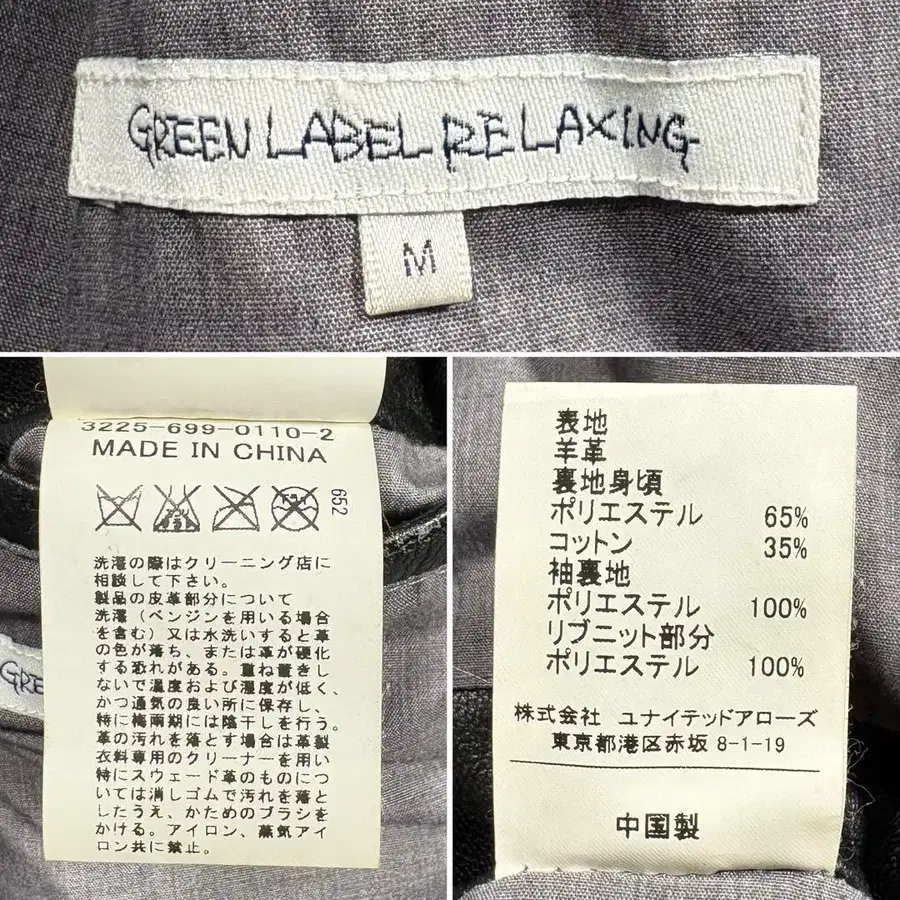 GREEN LABEL RELAXING
M
3225-699-0110-2
MADE IN CHINA
エンソサラシ
ドライ
652
洗濯の際はクリーニング店に
相談して下さい。
製品の皮革部分について
洗濯(ベンジンを用いる場合
を含む)又は水洗いすると革
の色が落ち、または革が硬化
する恐れがある。重ね置きし
ないで温度および湿度が低く、
かつ通気の良い所に保存し、
特に梅雨期には陰干しを行う。
革の汚れを落とす場合は革製
衣料専用のクリーナーを用い
特にスウェード革のものにつ
いては消しゴムで汚れを落と
したうえ、かためのブラシを
かける。アイロン、蒸気アイ
ロン共に禁止。
GRE
表地
羊革
裏地身頃
ポリエステル 65%
コットン 35%
袖裏地
ポリエステル 100%
リブニット部分
ポリエステル 100%
株式会社 ユナイテッドアローズ
東京都港区赤坂 8-1-19
中国製